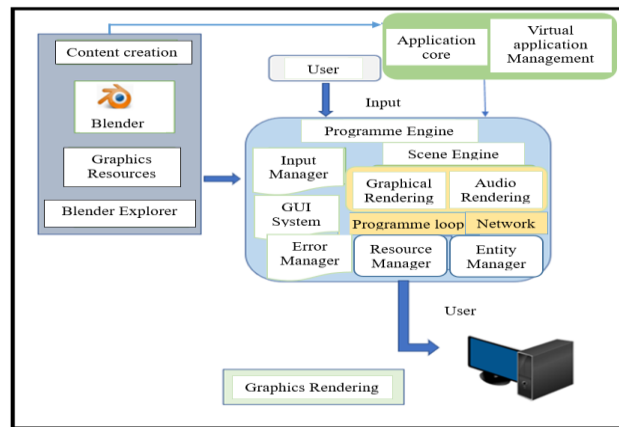 Content creation
Blender
Graphics
Resources
Blender Explorer
User
Input
Application
core
Virtual
application
Management
Programme Engine
Scene Engine
Input
Manager
GUI
System
Error
Manager
Graphical
Rendering
Audio
Rendering
Programme loop
Network
Resource
Manager
Entity
Manager
User
Graphics Rendering